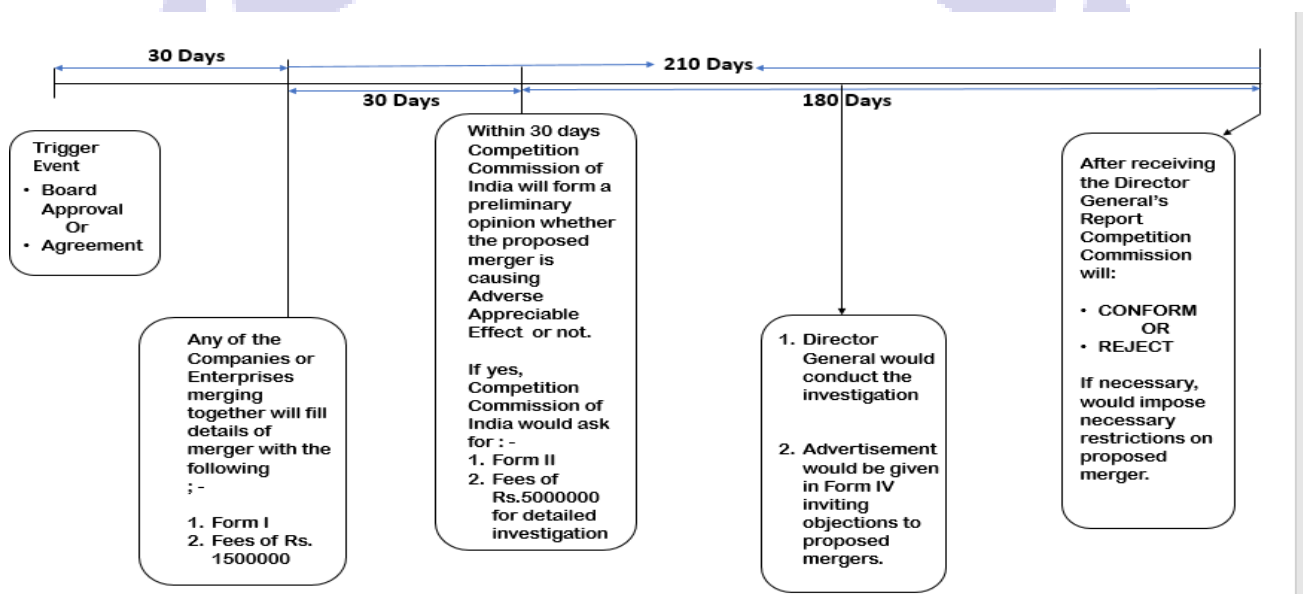 30 Days
210 Days
30 Days
180 Days
Trigger
Event
• Board
Approval
Or
• Agreement
Any of the
Companies or
Enterprises
merging
together will fill
details of
merger with the
following
; -
1. Form I
2. Fees of Rs.
1500000
Within 30 days
Competition
Commission of
India will form a
preliminary
opinion whether
the proposed
merger is
causing
Adverse
Appreciable
Effect or not.
If yes,
Competition
Commission of
India would ask
for : -
1. Form II
2. Fees of
Rs.5000000
for detailed
investigation
1. Director
General would
conduct the
investigation
2. Advertisement
would be given
in Form IV
inviting
objections to
proposed
mergers.
After receiving
the Director
General's
Report
Competition
Commission
will:
• CONFORM
OR
• REJECT
If necessary,
would impose
necessary
restrictions on
proposed
merger.